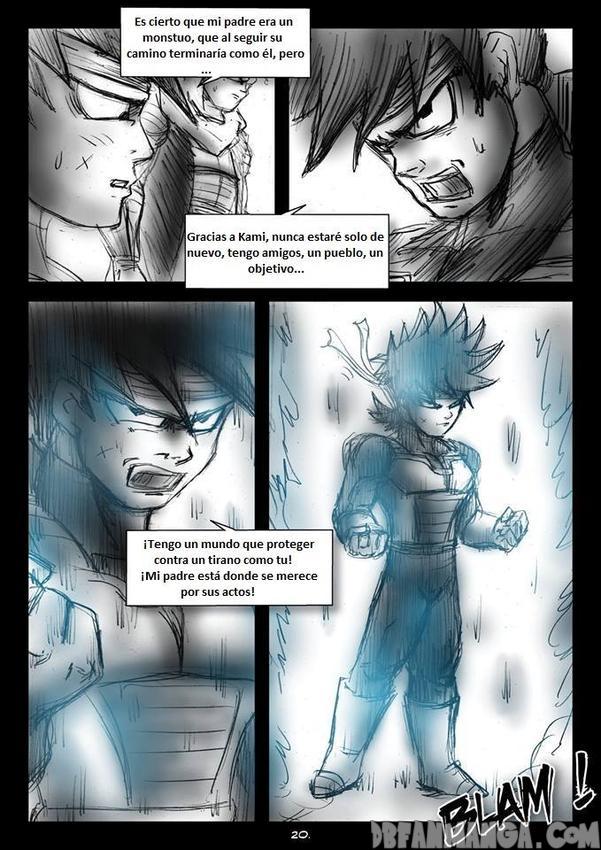 Es cierto que mi padre era un
monstuo, que al seguir su
camino terminaría como él, pero
...
Gracias a Kami, nunca estaré solo de
nuevo, tengo amigos, un pueblo, un
objetivo...
¡Tengo un mundo que proteger
contra un tirano como tu!
¡Mi padre está donde se merece
por sus actos!
BLAM !
20.
DBFANMANGA.COM